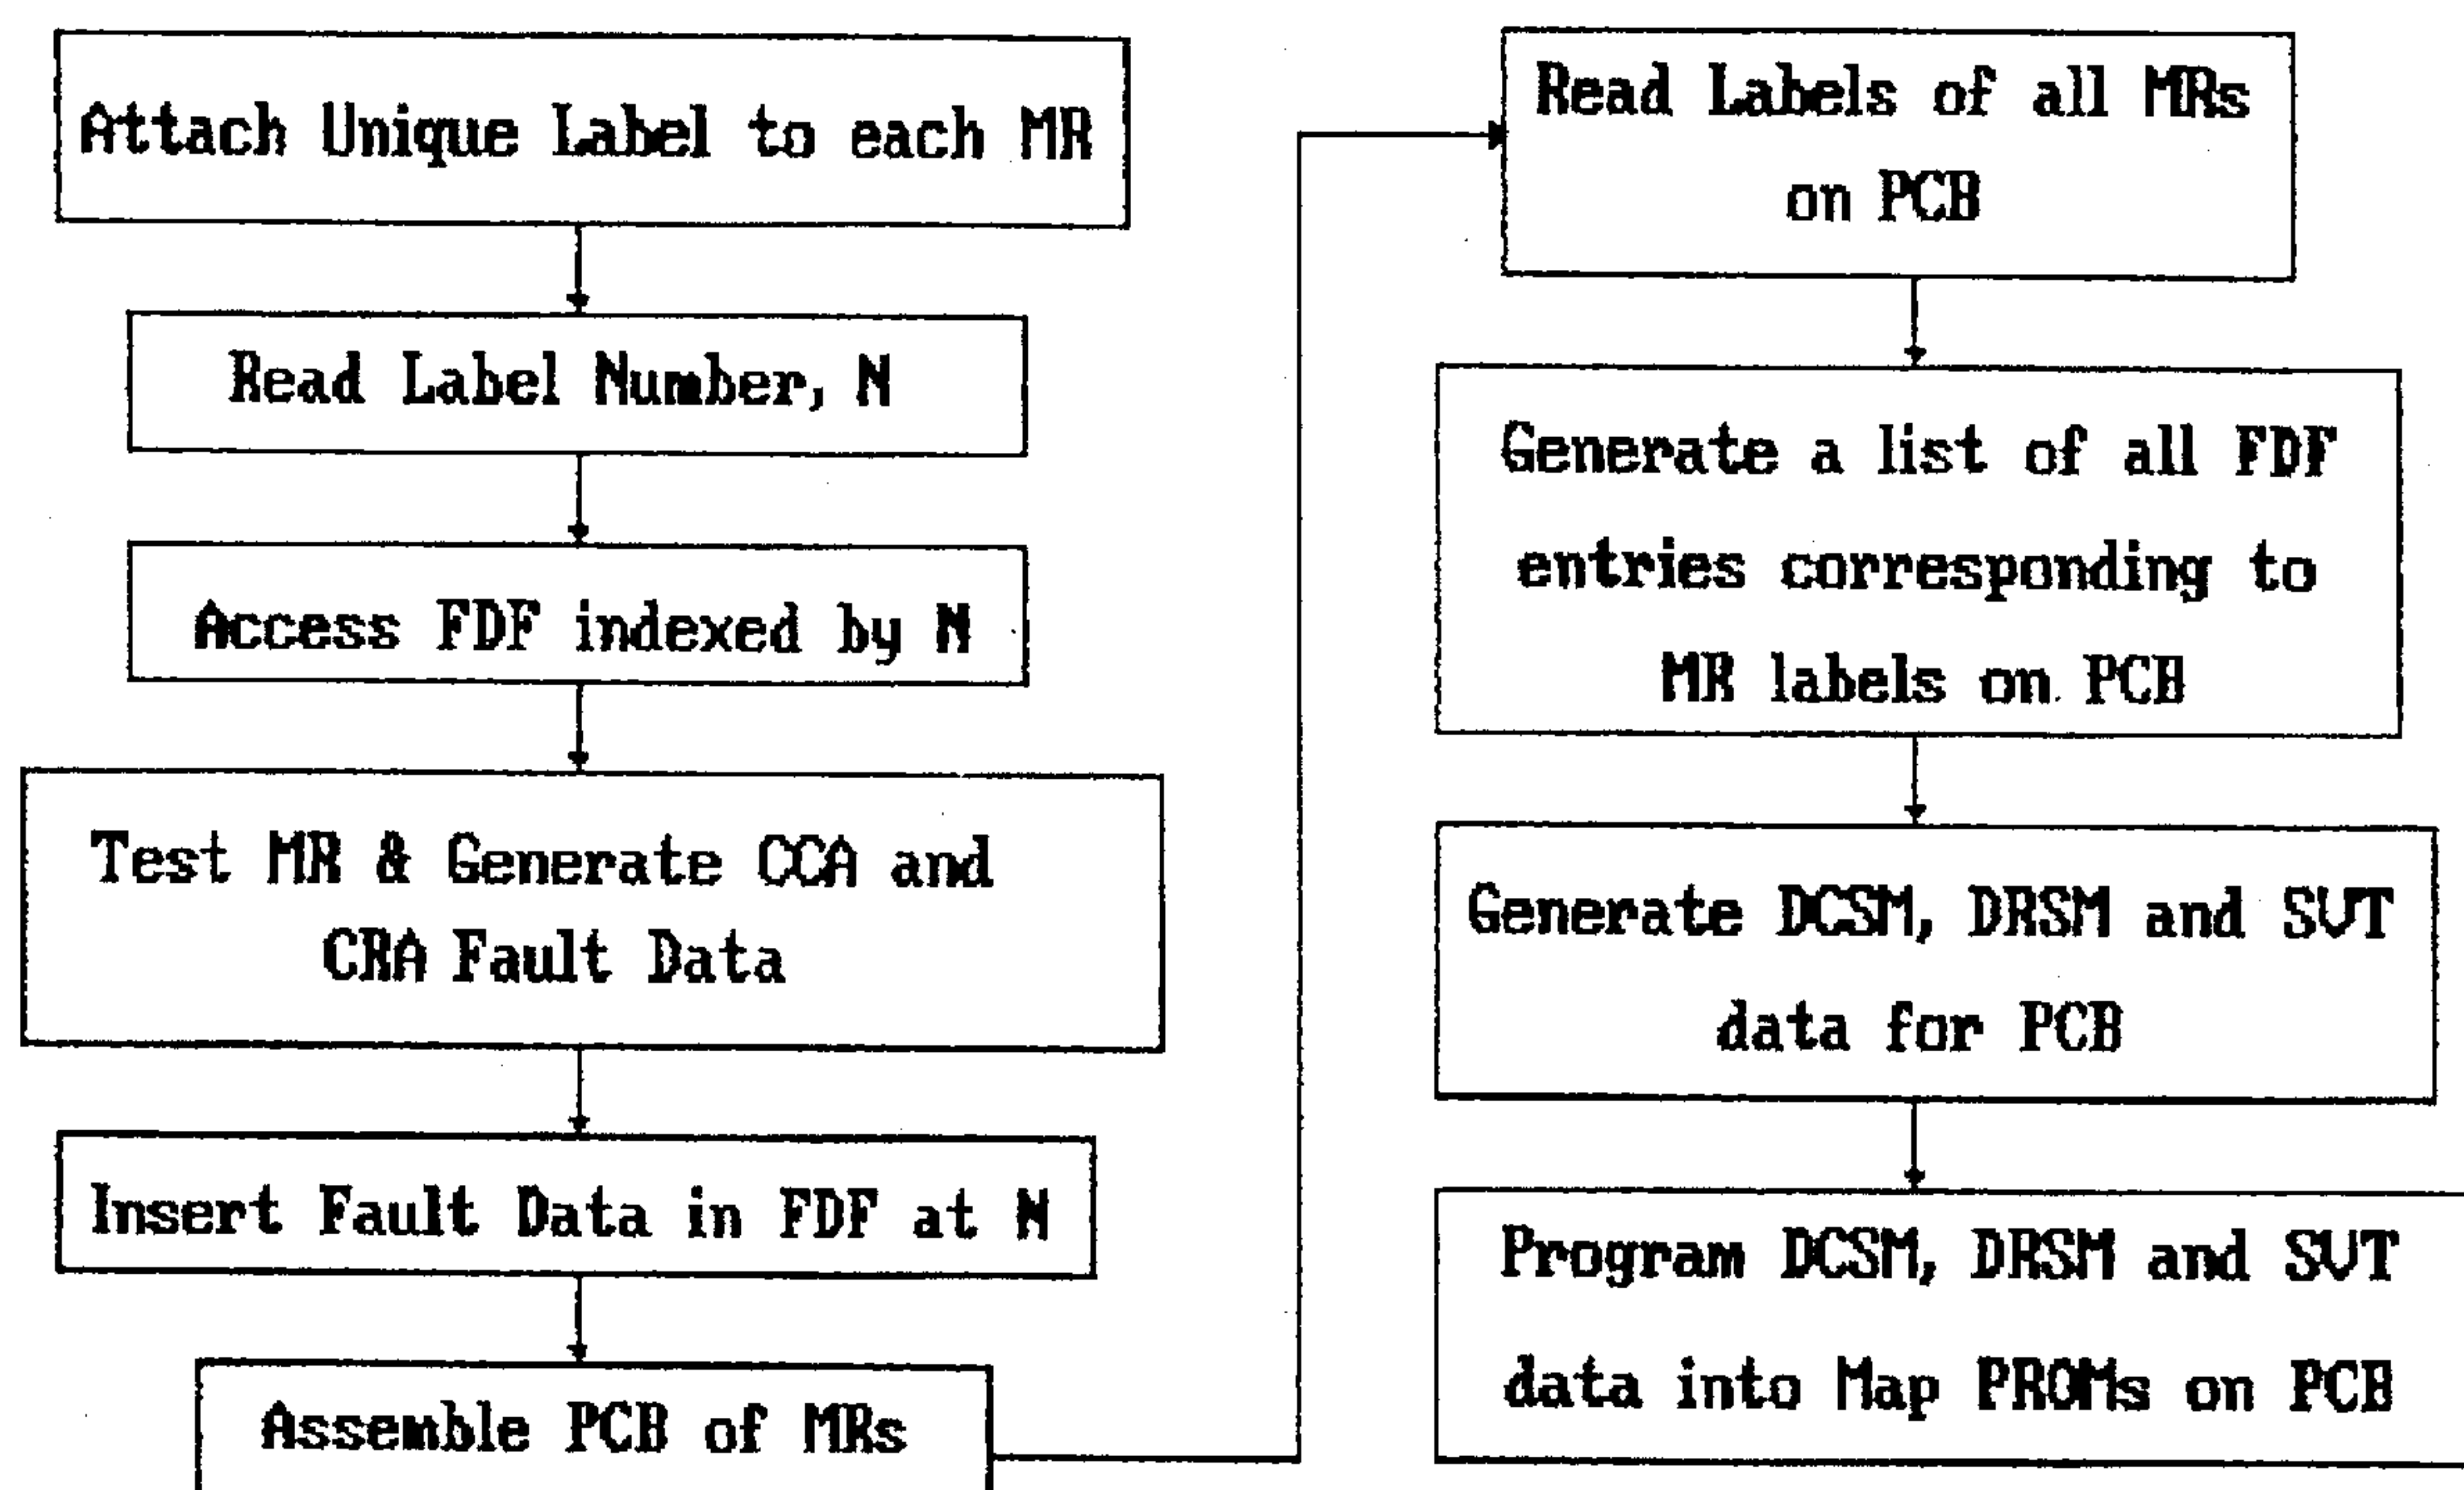 Attach Unique Label to each MR
Read Label Number, N
Access FDF indexed by N
Test MR & Generate CCA and
CRA Fault Data
Insert Fault Data in FDF at N
Assemble PCB of MRs
Read Labels of all MRs
on PCB
Generate a list of all FDF
entries corresponding to
MR labels on PCB
Generate DCSM, DRSM and SVT
data for PCB
Program DCSM, DRSM and SVT
data into Map PROMs on PCB